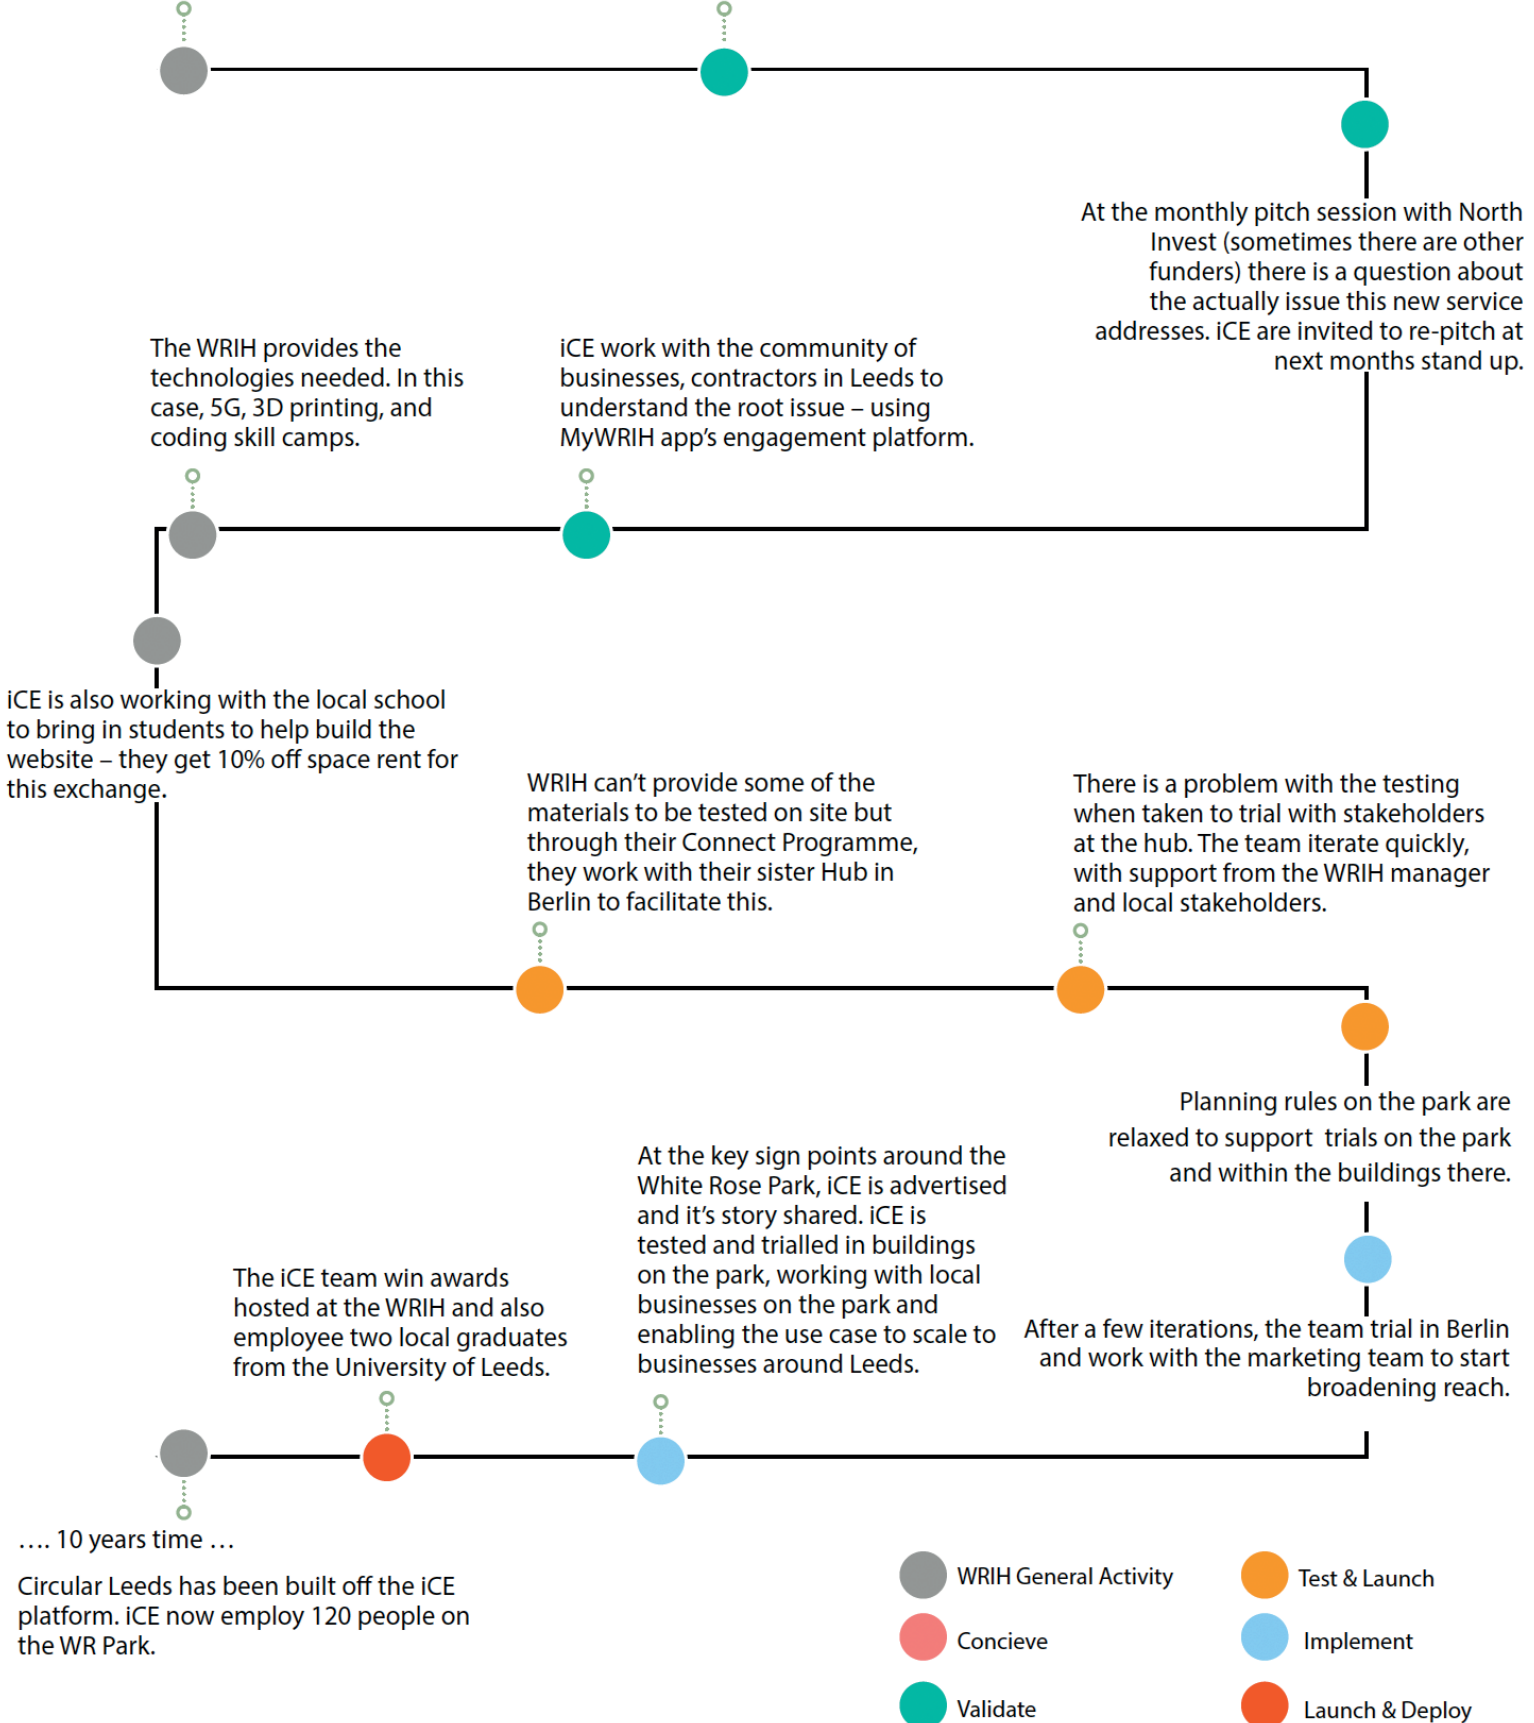 At the monthly pitch session with North
Invest (sometimes there are other
funders) there is a question about
the actually issue this new service
addresses. iCE are invited to re-pitch at
next months stand up.
The WRIH provides the
technologies needed. In this
case, 5G, 3D printing, and
coding skill camps.
iCE work with the community of
businesses, contractors in Leeds to
understand the root issue – using
MyWRIH app’s engagement platform.
iCE is also working with the local school
to bring in students to help build the
website – they get 10% off space rent for
this exchange.
WRIH can’t provide some of the
materials to be tested on site but
through their Connect Programme,
they work with their sister Hub in
Berlin to facilitate this.
There is a problem with the testing
when taken to trial with stakeholders
at the hub. The team iterate quickly,
with support from the WRIH manager
and local stakeholders.
Planning rules on the park are
relaxed to support  trials on the park
and within the buildings there.
After a few iterations, the team trial in Berlin
and work with the marketing team to start
broadening reach.
At the key sign points around the
White Rose Park, iCE is advertised
and it’s story shared. iCE is
tested and trialled in buildings
on the park, working with local
businesses on the park and
enabling the use case to scale to
businesses around Leeds.
The iCE team win awards
hosted at the WRIH and also
employee two local graduates
from the University of Leeds.
…. 10 years time …
Circular Leeds has been built off the iCE
platform. iCE now employ 120 people on
the WR Park.
WRIH General Activity
Concieve
Validate
Test & Launch
Implement
Launch & Deploy